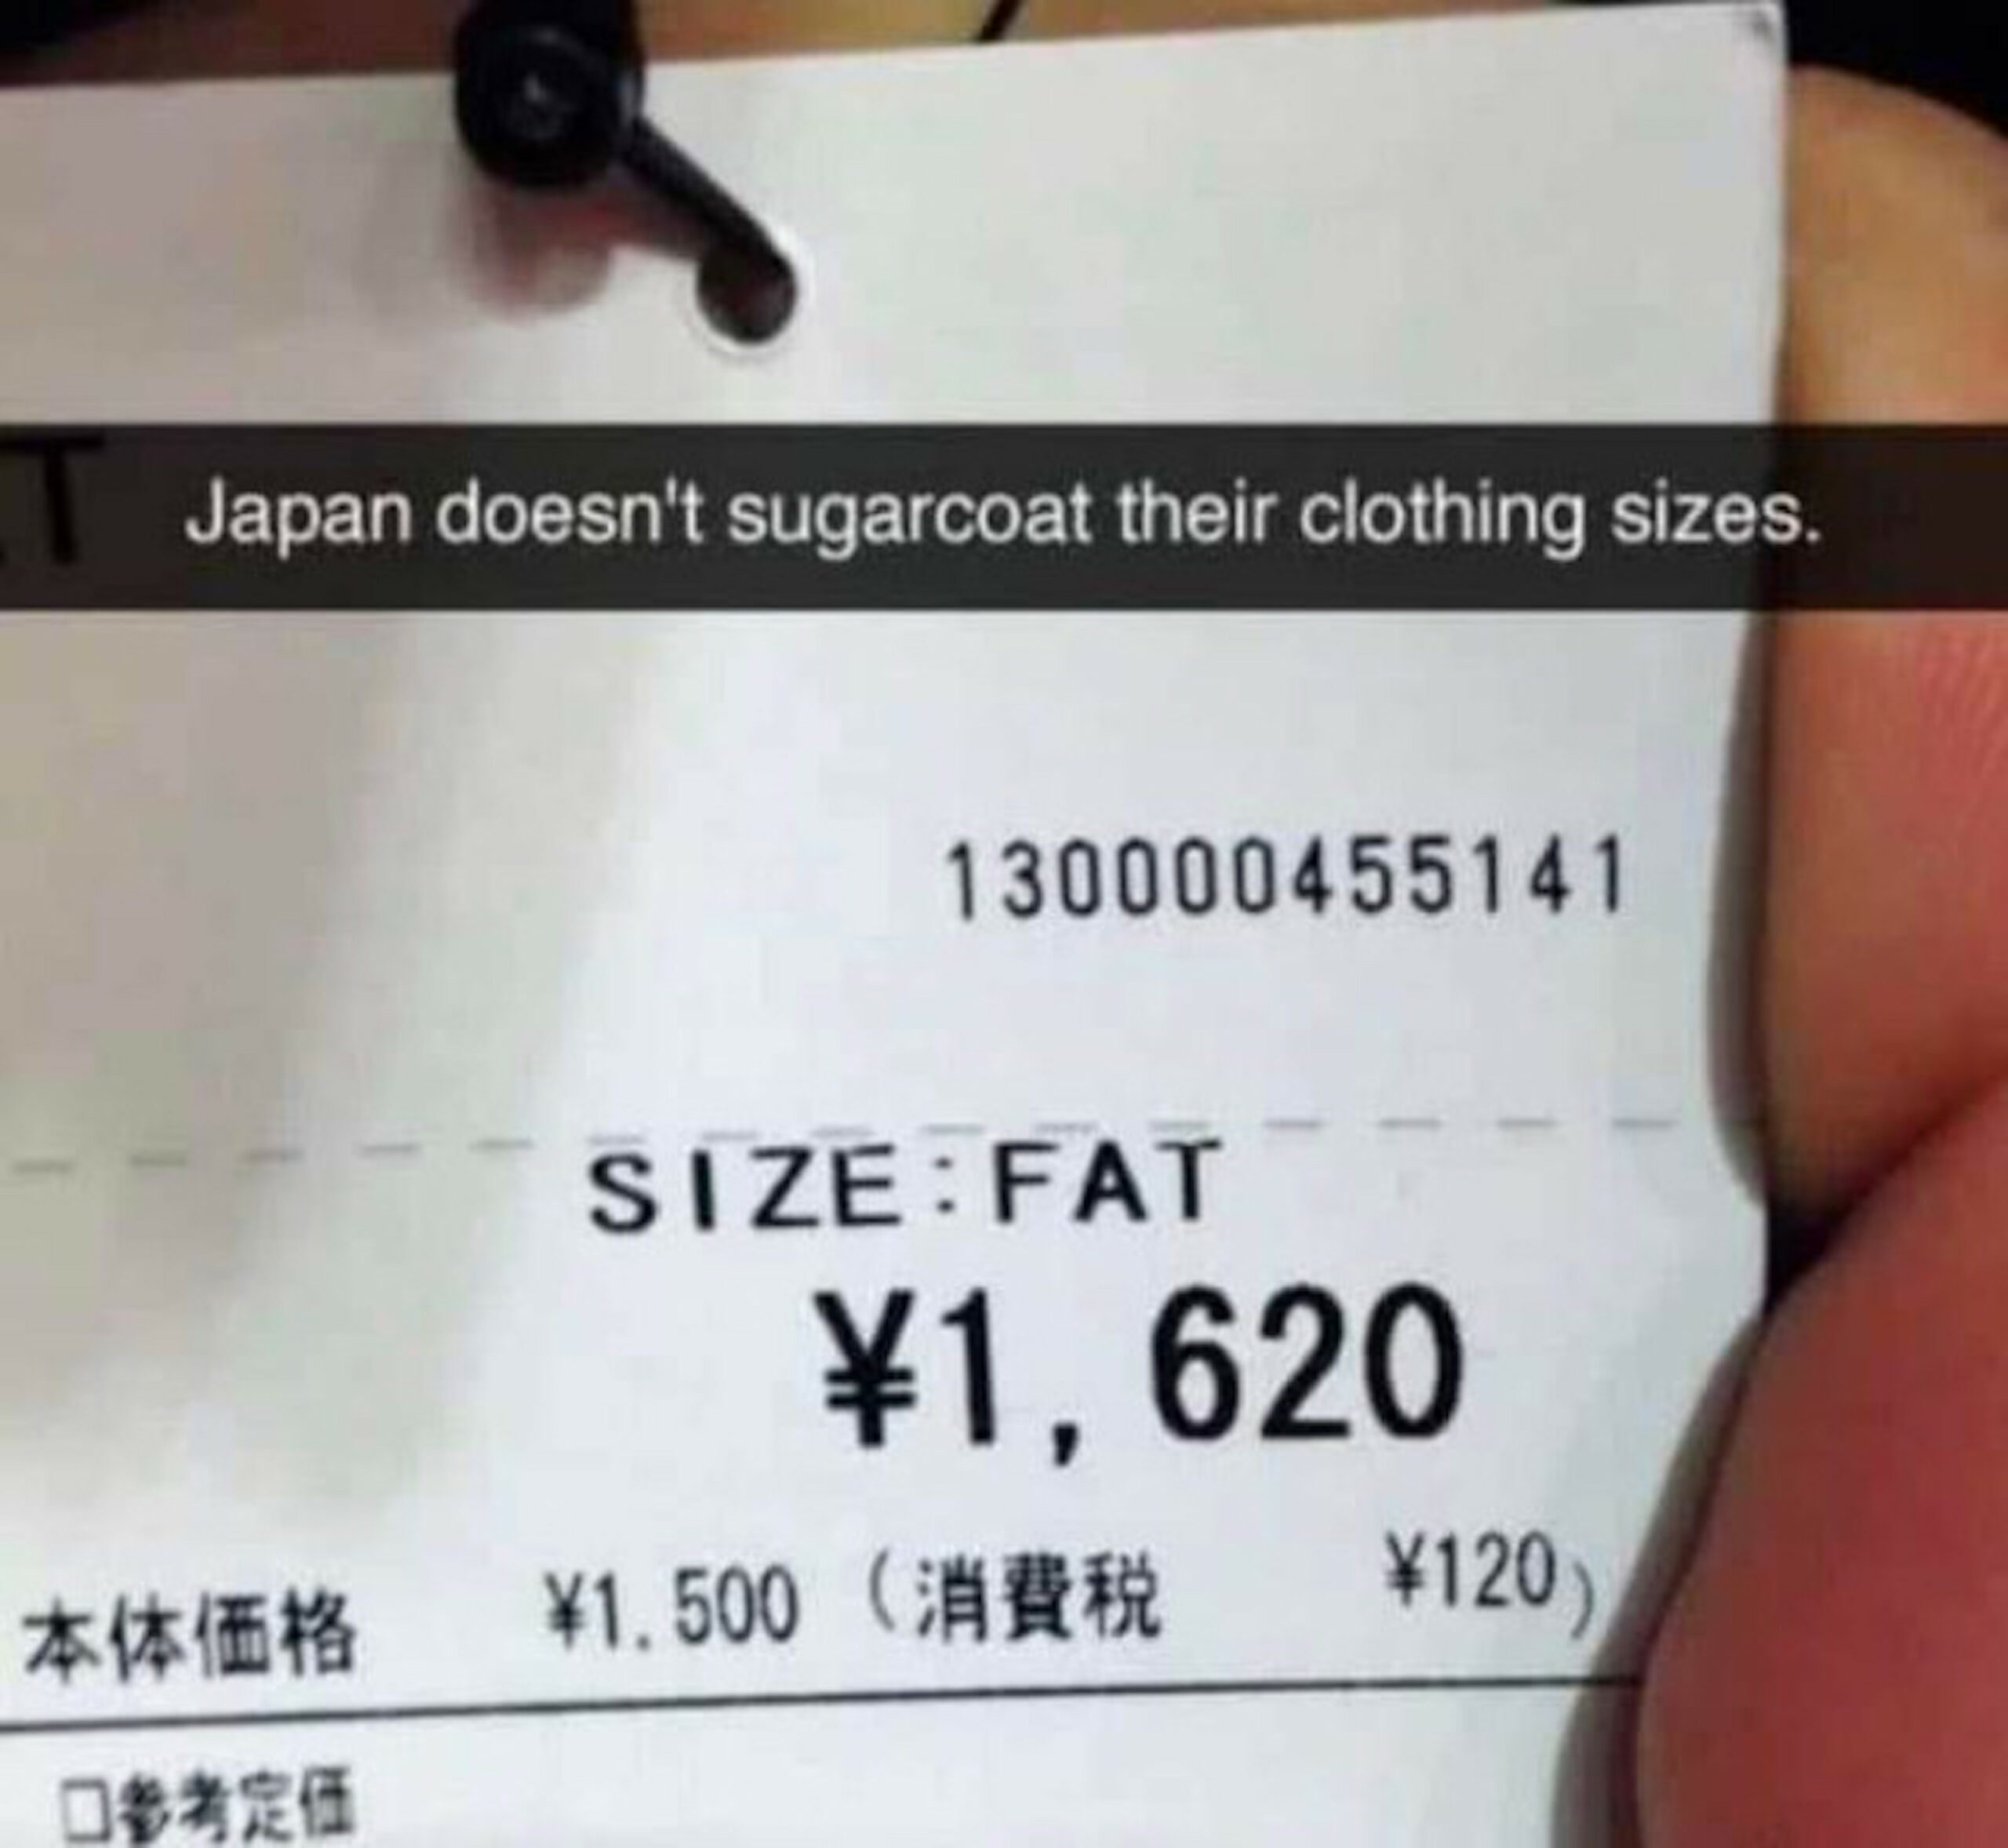 T
Japan doesn't sugarcoat their clothing sizes.
130000455141
SIZE:FAT
¥1,620
本体価格 ¥1.500 (消費税 ¥120)
□参考定価